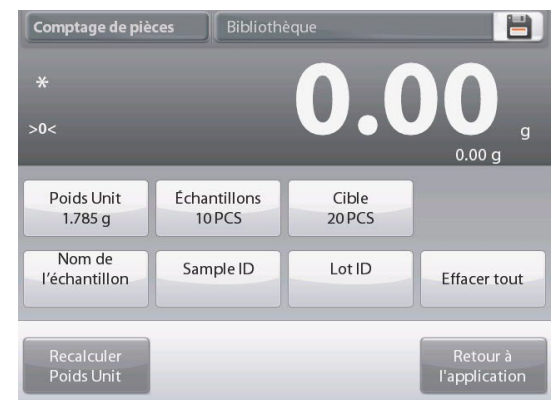 Comptage de pièces
Bibliothèque
*
>0<
0.00 g
0.00 g
Poids Unit
1.785 g
Échantillons
10 PCS
Cible
20 PCS
Nom de
l'échantillon
Sample ID
Lot ID
Effacer tout
Recalculer
Poids Unit
Retour à
l'application